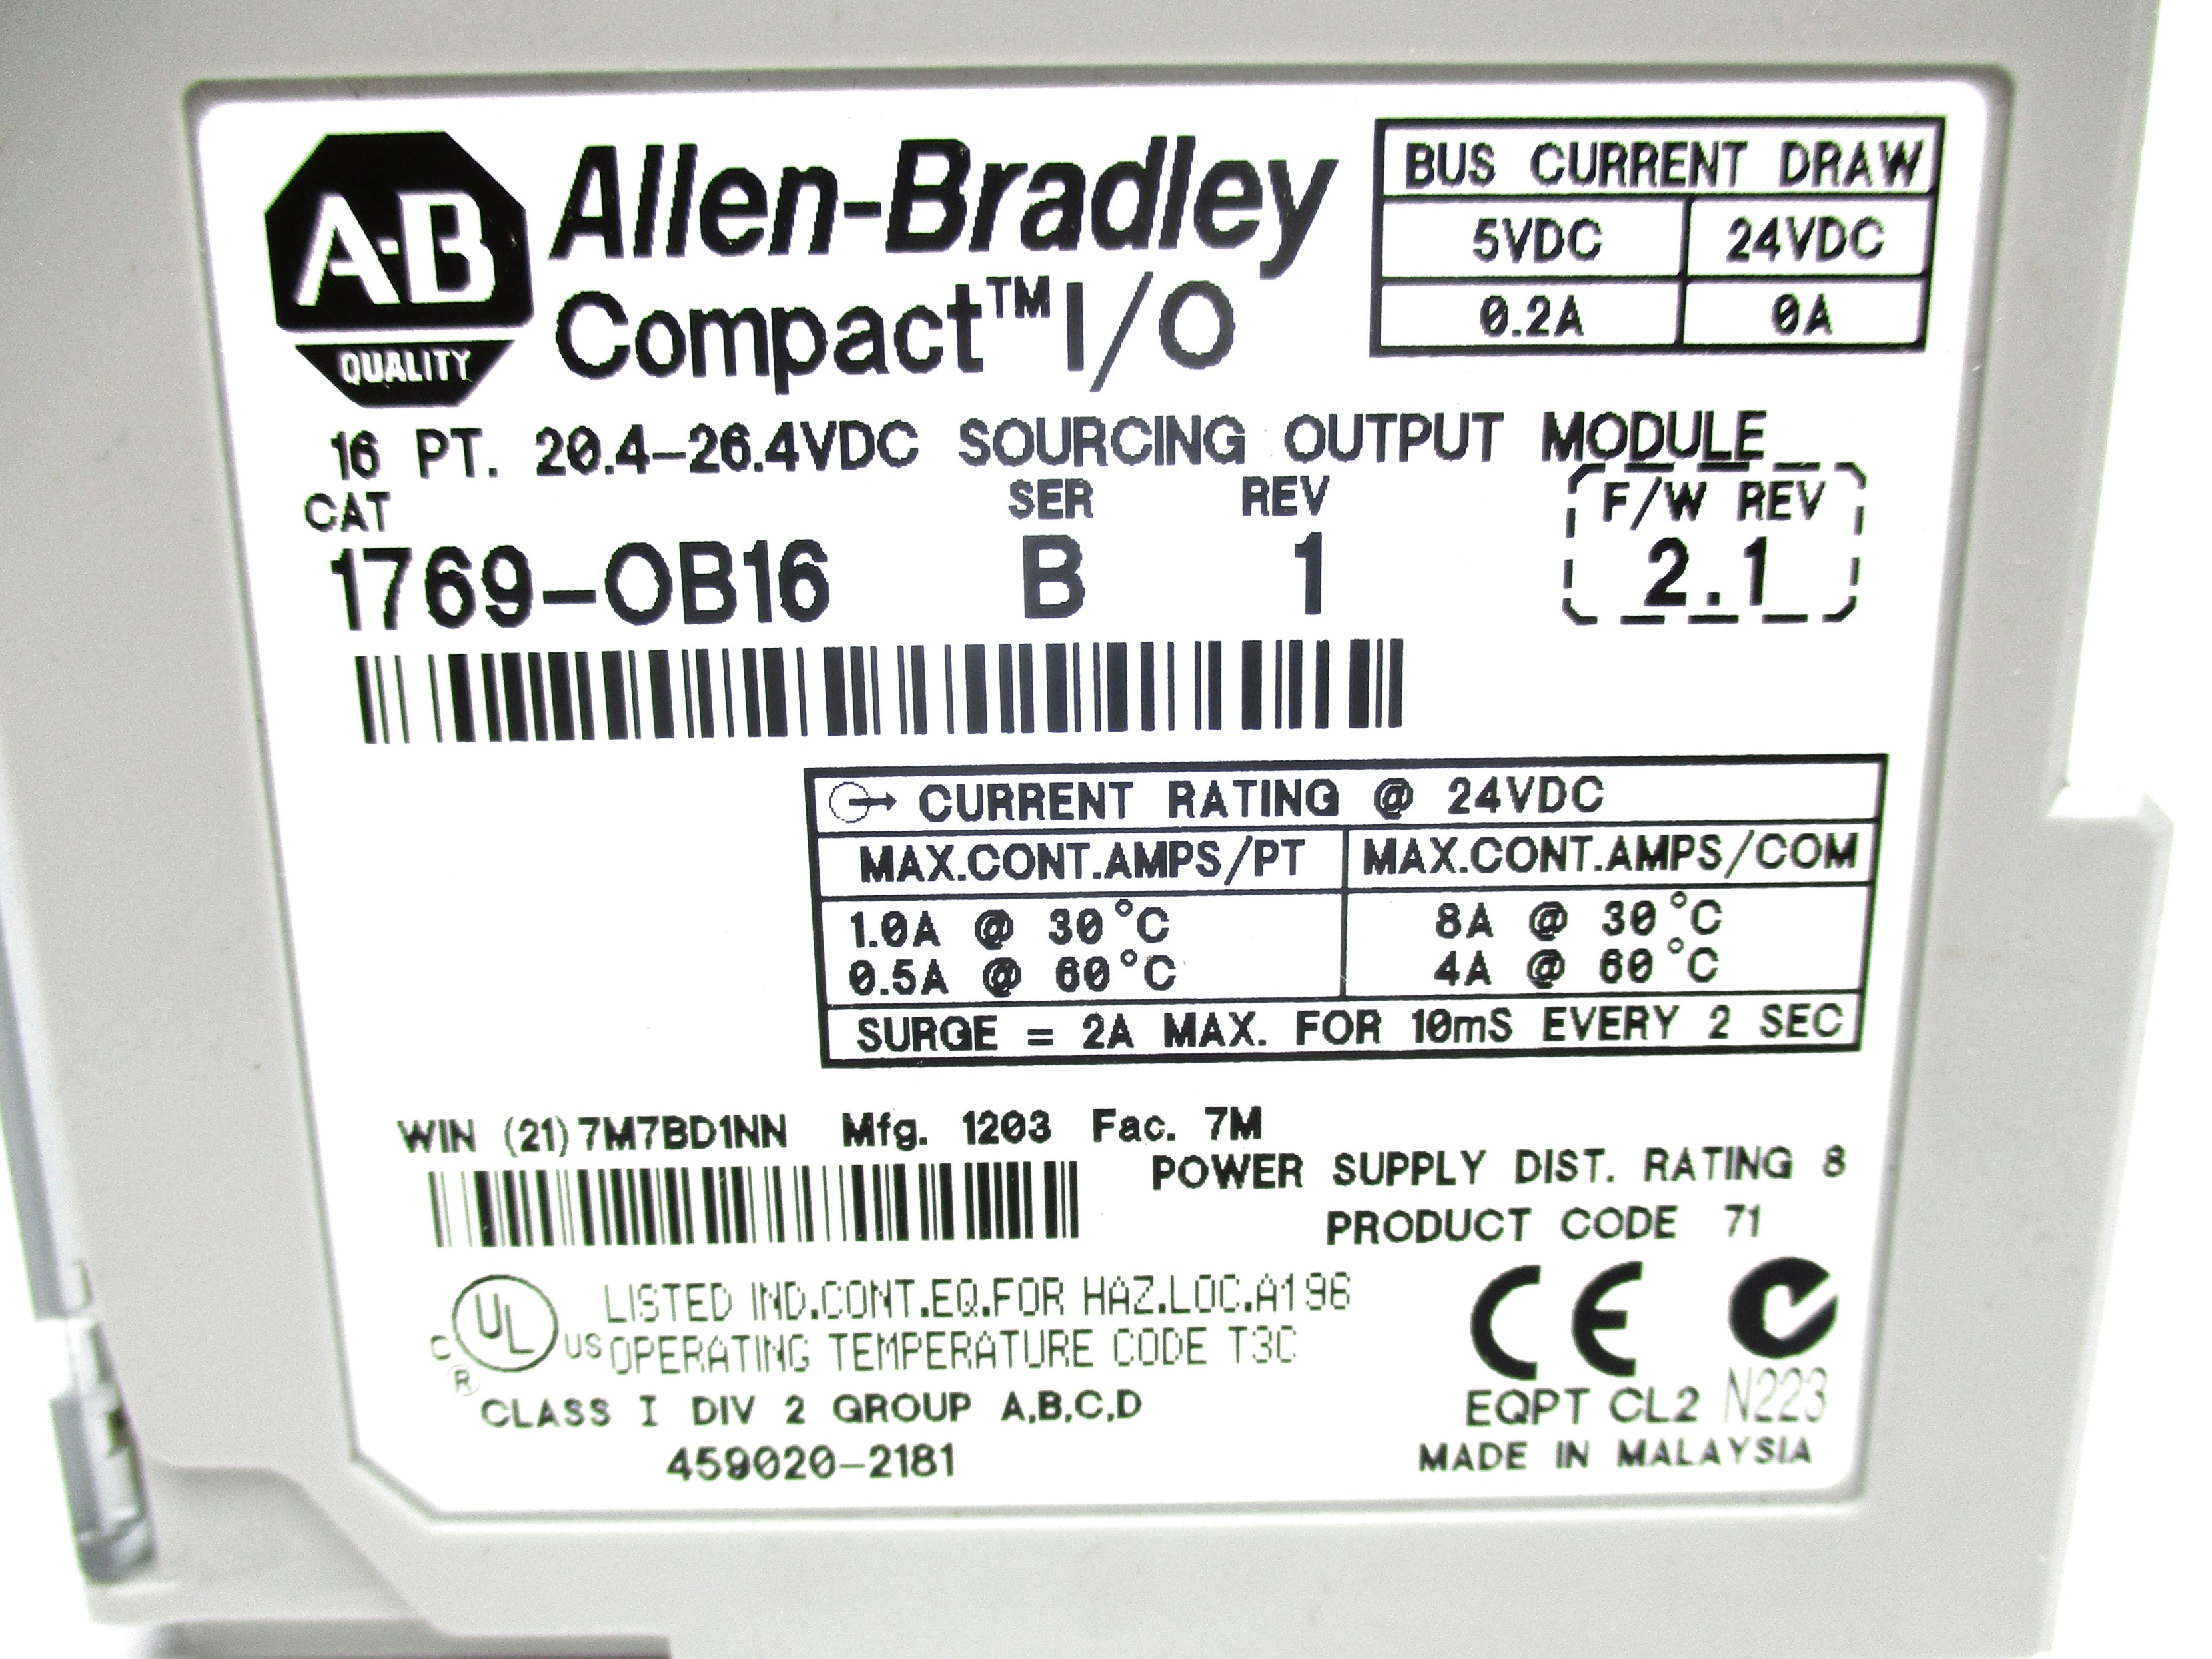 A-B
QUALITY
Allen-Bradley
Compact™ I/O
BUS CURRENT DRAW
5VDC 24VDC
0.2A 0A
16 PT. 20.4-26.4VDC SOURCING OUTPUT MODULE
CAT SER REV F/W REV
1769-OB16 B 1 2.1
CURRENT RATING @ 24VDC
MAX.CONT.AMPS/PT MAX.CONT.AMPS/COM
1.0A @ 30°C 8A @ 30°C
0.5A @ 60°C 4A @ 60°C
SURGE = 2A MAX. FOR 10mS EVERY 2 SEC
WIN (21)7M7BD1NN Mfg. 1203 Fac. 7M
POWER SUPPLY DIST. RATING 8
PRODUCT CODE 71
C UL US ®
LISTED IND.CONT.EQ.FOR HAZ.LOC.A196
OPERATING TEMPERATURE CODE T3C
CLASS I DIV 2 GROUP A,B,C,D
459020-2181
CE
EQPT CL2 N223
MADE IN MALAYSIA